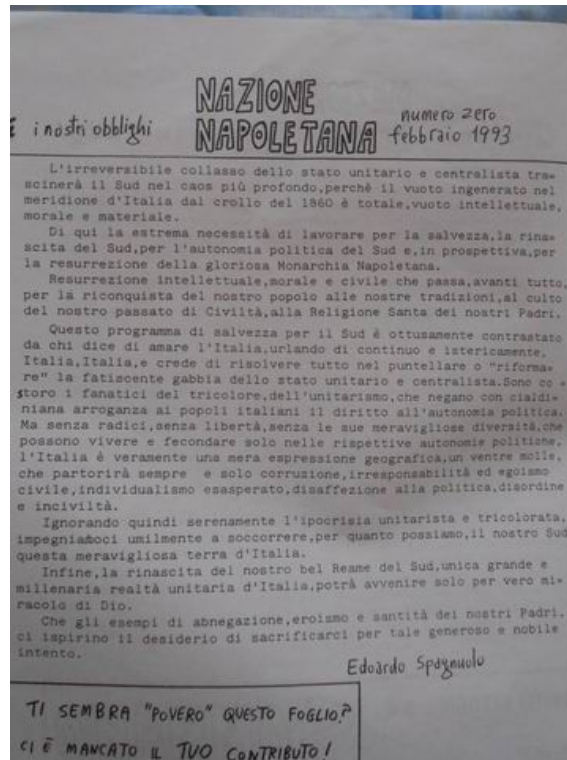 NAZIONE
NAPOLETANA
i nostri obblighi
numero zero
febbraio 1993
L'irreversibile collasso dello stato unitario e centralista tra=
scinerà il Sud nel caos più profondo,perchè il vuoto ingenerato nel
meridione d'Italia dal crollo del 1860 è totale,vuoto intellettuale,
morale e materiale.
Di qui la estrema necessità di lavorare per la salvezza,la rina=
scita del Sud,per l'autonomia politica del Sud e,in prospettiva,per
la resurrezione della gloriosa Monarchia Napoletana.
Resurrezione intellettuale,morale e civile che passa,avanti tutto,
per la riconquista del nostro popolo alle nostre tradizioni,al culto
del nostro passato di Civiltà,alla Religione Santa dei nostri Padri.
Questo programma di salvezza per il Sud è ottusamente contrastato
da chi dice di amare l'Italia,urlando di continuo e istericamente,
Italia,Italia,e crede di risolvere tutto nel puntellare o "riforma=
re" la fatiscente gabbia dello stato unitario e centralista.Sono co=
storo i fanatici del tricolore,dell'unitarismo,che negano con cialdi=
niana arroganza ai popoli italiani il diritto all'autonomia politica.
Ma senza radici,senza libertà,senza le sue meravigliose diversità,che
possono vivere e fecondare solo nelle rispettive autonomie politiche,
l'Italia è veramente una mera espressione geografica,un ventre molle,
che partorirà sempre e solo corruzione,irresponsabilità ed egoismo
civile,individualismo esasperato,disaffezione alla politica,disordine
e inciviltà.
Ignorando quindi serenamente l'ipocrisia unitarista e tricolorata,
impegniamoci umilmente a soccorrere,per quanto possiamo,il nostro Sud
questa meravigliosa terra d'Italia.
Infine,la rinascita del nostro bel Reame del Sud,unica grande e
millenaria realtà unitaria d'Italia,potrà avvenire solo per vero mi=
racolo di Dio.
Che gli esempi di abnegazione,eroismo e santità dei nostri Padri,
ci ispirino il desiderio di sacrificarci per tale generoso e nobile
intento.
Edoardo Spagnuolo
TI SEMBRA "POVERO" QUESTO FOGLIO?
CI È MANCATO IL TUO CONTRIBUTO!